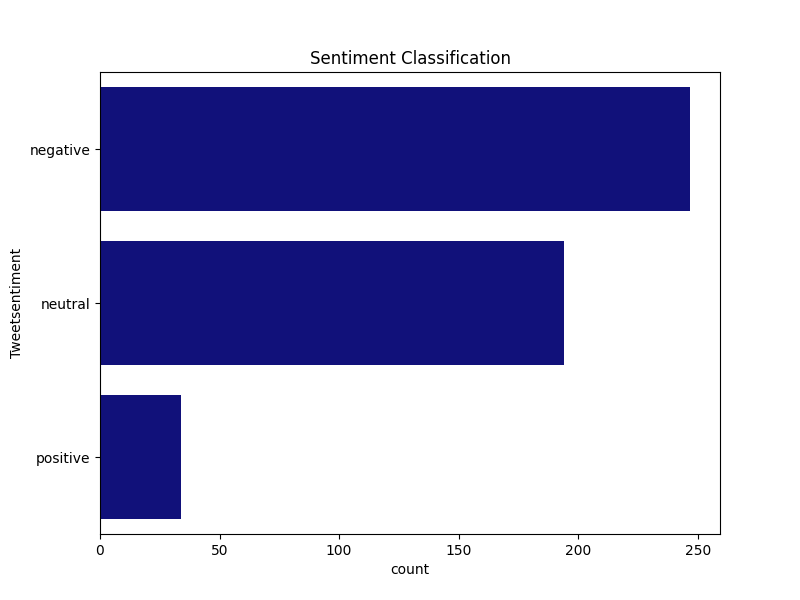 Sentiment Classification
Tweetsentiment
negative
neutral
positive
0 50 100 150 200 250
count